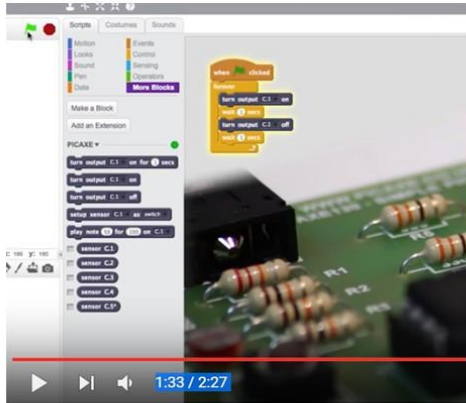 Scripts Costumes Sounds
Motion Events
Looks Control
Sound Sensing
Pen Operators
Data More Blocks
Make a Block
Add an Extension
PICAXE
turn output C.1 on for 1 secs
turn output C.1 on
turn output C.1 off
setup sensor C.1 as switch
play note for on C.1
sensor C.1
sensor C.2
sensor C.3
sensor C.4
sensor C.5*
when clicked
forever
turn output C.1 on
wait 1 secs
turn output C.1 off
wait 1 secs
y:
R1
R2
R3
1:33 / 2:27